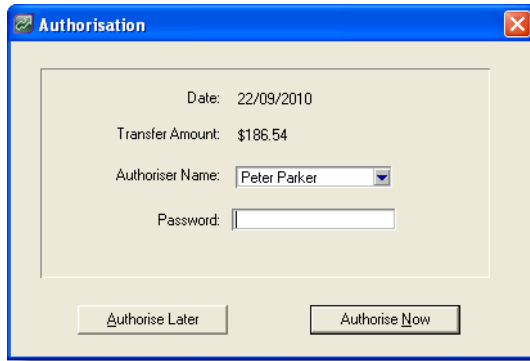 Authorisation
Date: 22/09/2010
Transfer Amount: $186.54
Authoriser Name: Peter Parker
Password:
Authorise Later Authorise Now